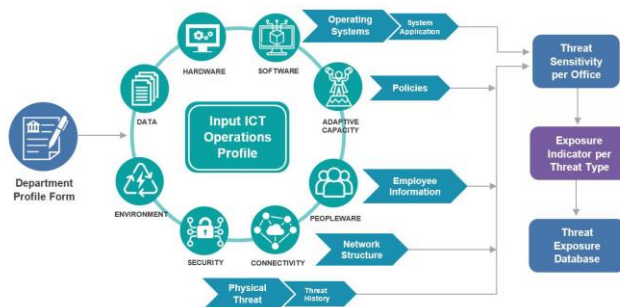 Operating
Systems
System
Application
HARDWARE
SOFTWARE
Threat
Sensitivity
per Office
DATA
Input ICT
Operations
Profile
ADAPTIVE
CAPACITY
Policies
Department
Profile Form
Exposure
Indicator per
Threat Type
ENVIRONMENT
PEOPLEWARE
Employee
Information
SECURITY
CONNECTIVITY
Network
Structure
Threat
Exposure
Database
Physical
Threat
Threat
History